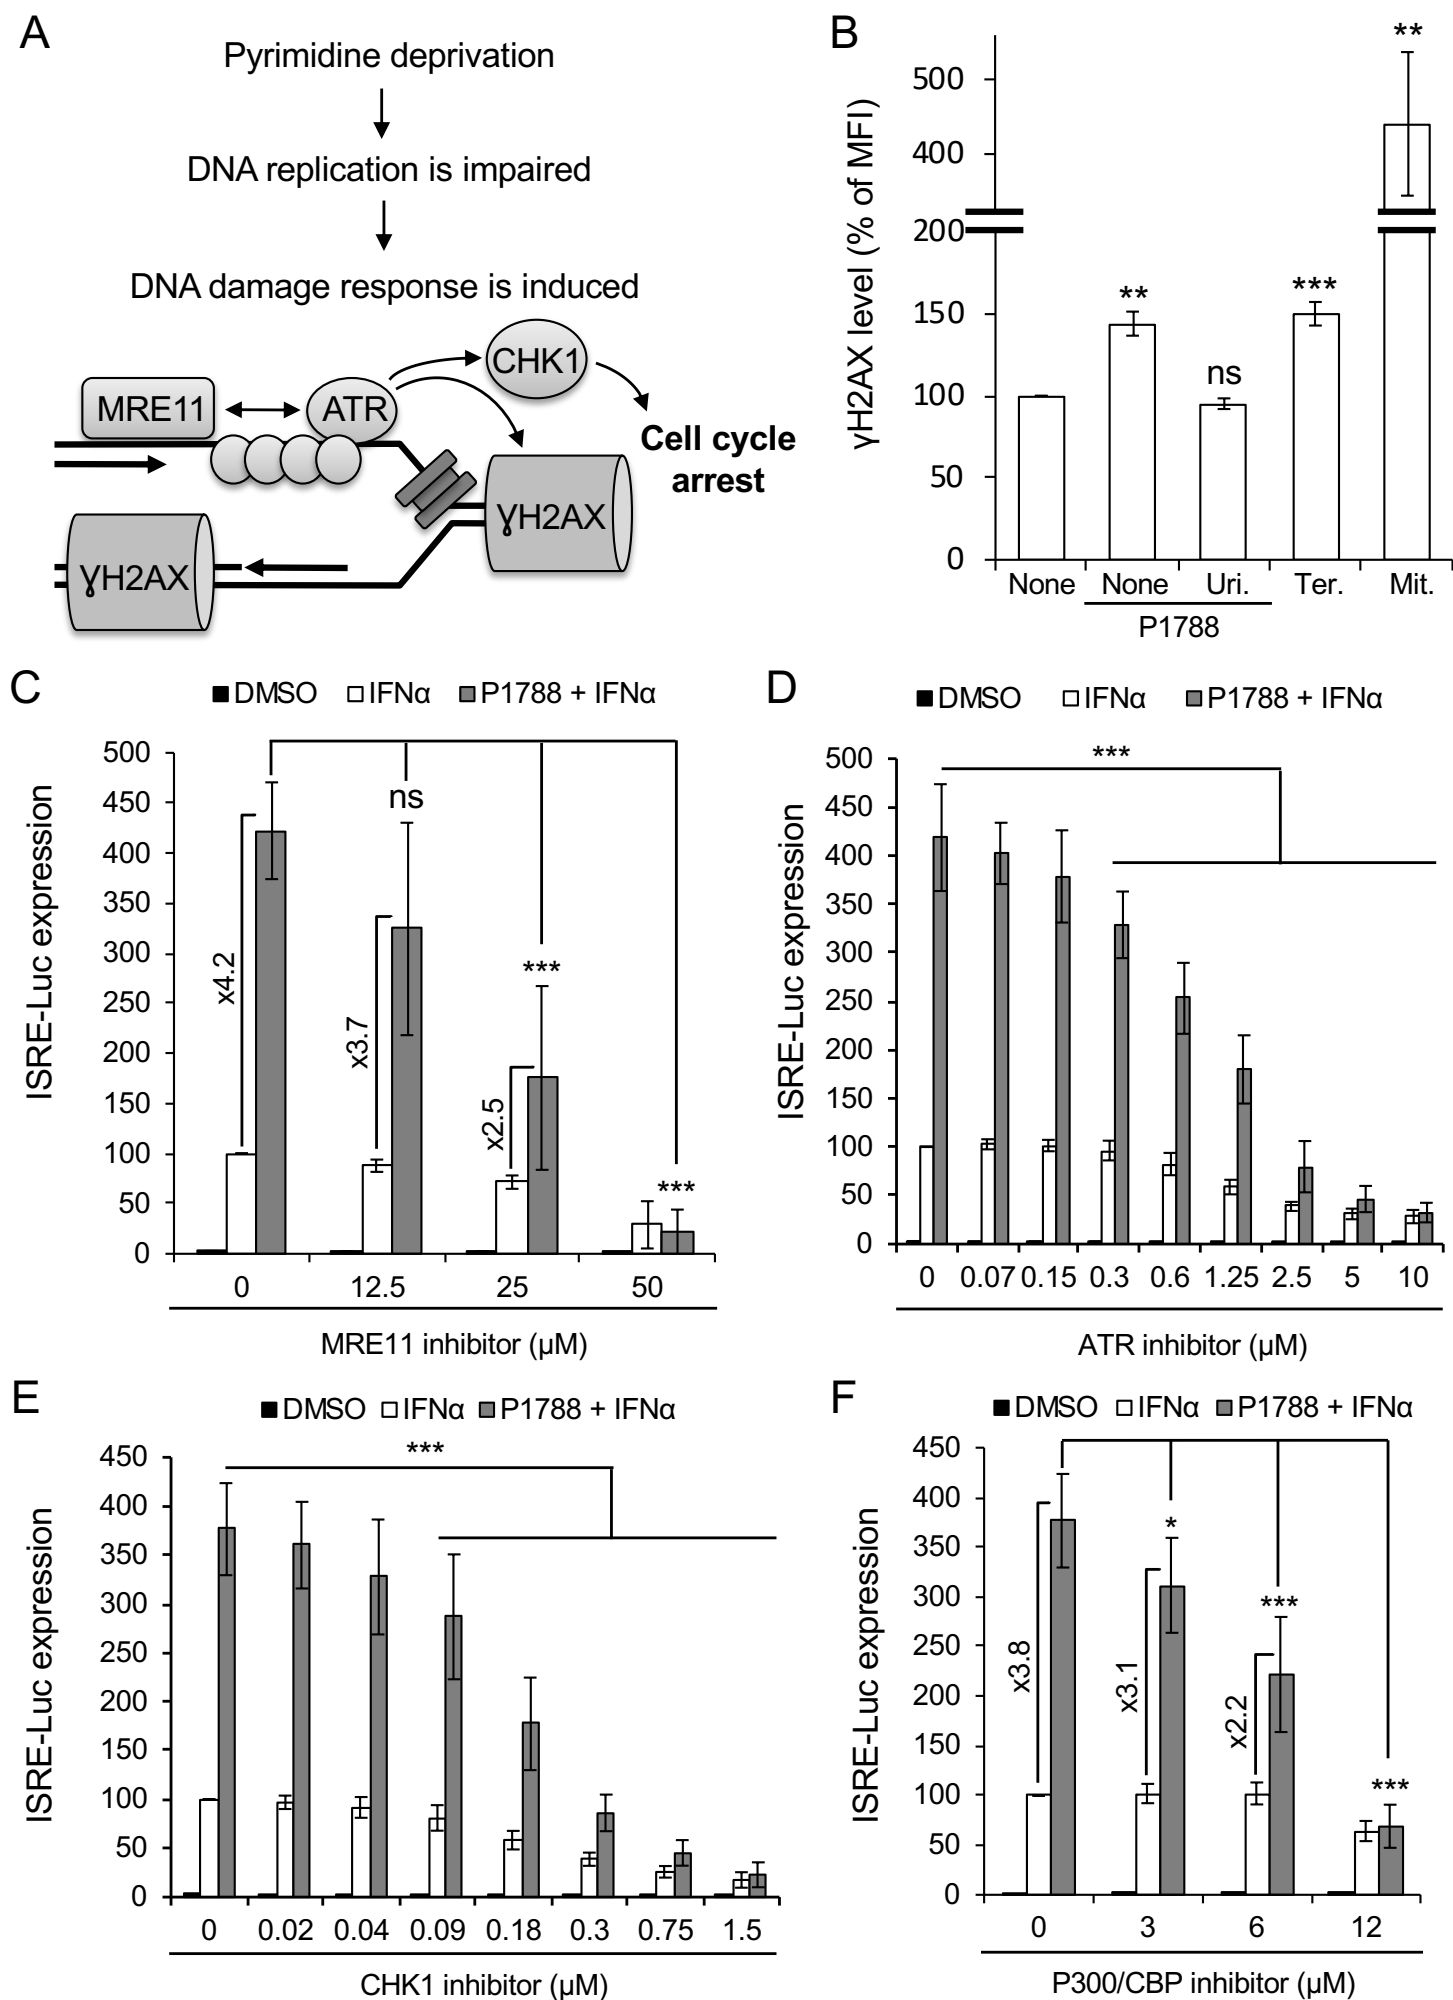 A
Pyrimidine deprivation
DNA replication is impaired
DNA damage response is induced
CHK1
MRE11
ATR
Cell cycle
arrest
γH2AX
γH2AX
B
γH2AX level (% of MFI)
500
400
200
150
100
50
0
**
ns
***
**
None
None
Uri.
Ter.
Mit.
P1788
C
DMSO
IFNα
P1788 + IFNα
ISRE-Luc expression
500
450
400
350
300
250
200
150
100
50
0
x4.2
x3.7
x2.5
ns
***
***
0
12.5
25
50
MRE11 inhibitor (µM)
D
DMSO
IFNα
P1788 + IFNα
ISRE-Luc expression
500
450
400
350
300
250
200
150
100
50
0
***
0
0.07
0.15
0.3
0.6
1.25
2.5
5
10
ATR inhibitor (µM)
E
DMSO
IFNα
P1788 + IFNα
ISRE-Luc expression
450
400
350
300
250
200
150
100
50
0
***
0
0.02
0.04
0.09
0.18
0.3
0.75
1.5
CHK1 inhibitor (µM)
F
DMSO
IFNα
P1788 + IFNα
ISRE-Luc expression
450
400
350
300
250
200
150
100
50
0
x3.8
x3.1
x2.2
*
***
***
0
3
6
12
P300/CBP inhibitor (µM)